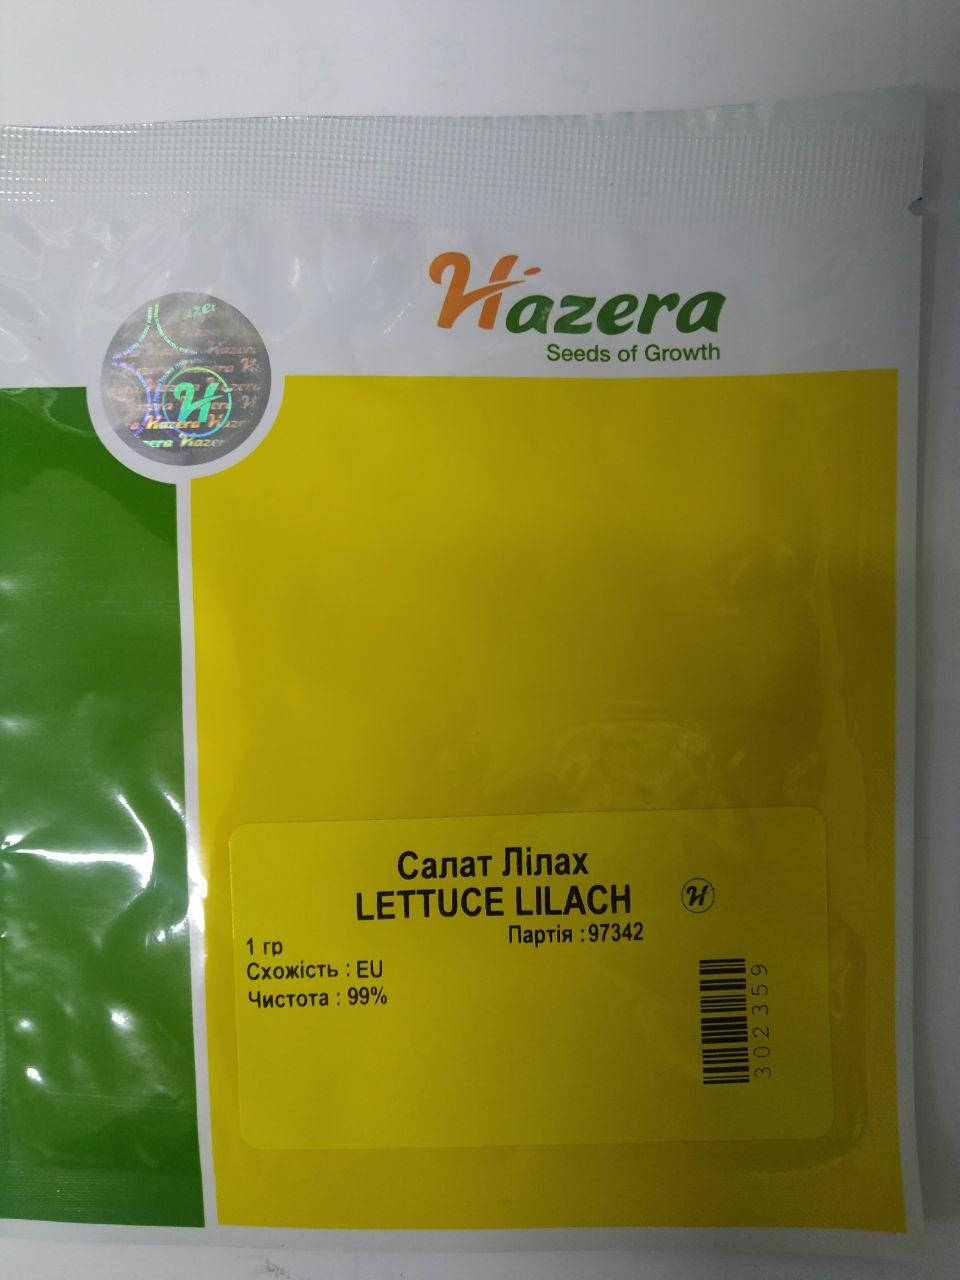 Hazera
Seeds of Growth
Салат Лілах
LETTUCE LILACH
Партія : 97342
1 гр
Схожість : EU
Чистота : 99%
302359